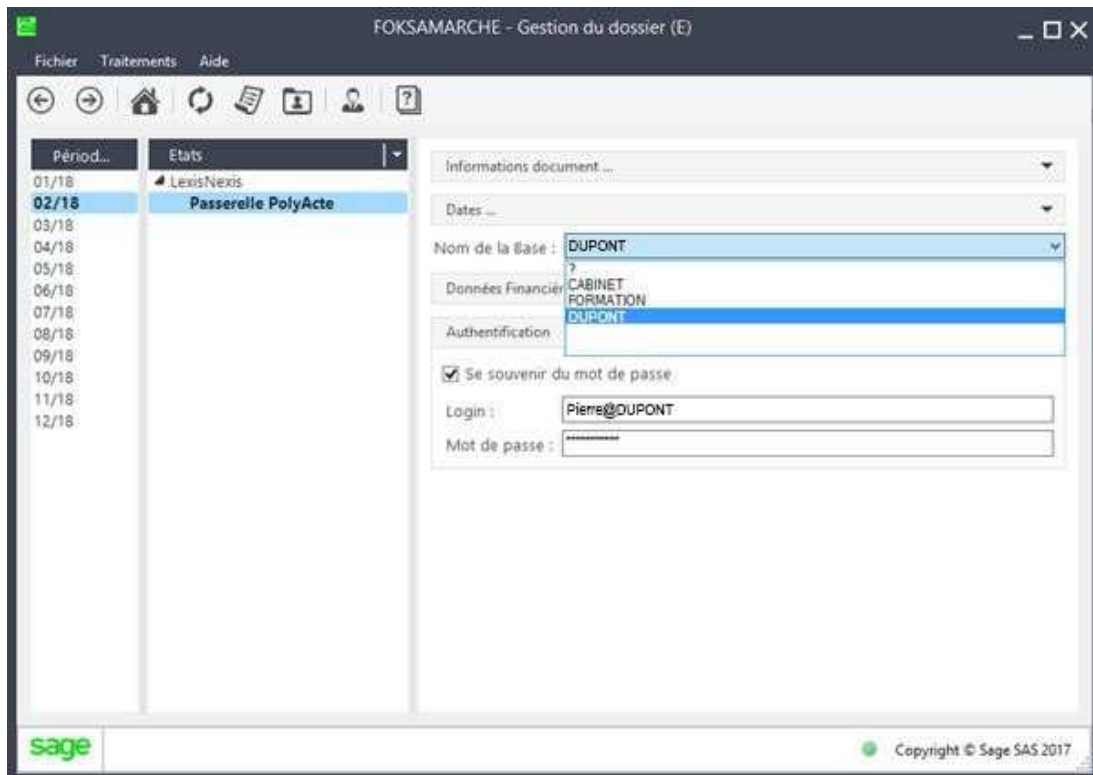 FOKSAMARCHE - Gestion du dossier (E)
Fichier Traitements Aide
Périod... Etats
01/18
02/18
03/18
04/18
05/18
06/18
07/18
08/18
09/18
10/18
11/18
12/18
LexisNexis
Passerelle PolyActe
Informations document ...
Dates ...
Nom de la Base : DUPONT
?
CABINET
FORMATION
DUPONT
Données Financièr
Authentification
Se souvenir du mot de passe
Login : Pierre@DUPONT
Mot de passe :
sage
Copyright © Sage SAS 2017